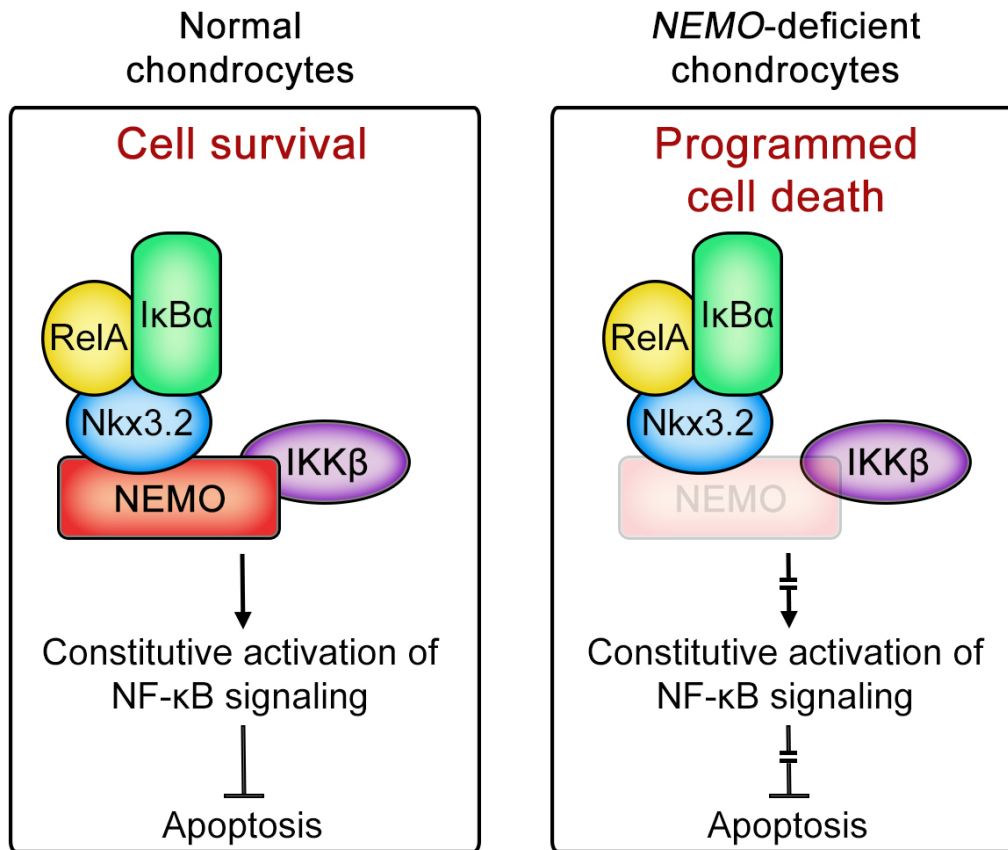 Normal
chondrocytes
Cell survival
IκBα
RelA
Nkx3.2
IKKβ
NEMO
Constitutive activation of
NF-κB signaling
Apoptosis
NEMO-deficient
chondrocytes
Programmed
cell death
IκBα
RelA
Nkx3.2
IKKβ
NEMO
Constitutive activation of
NF-κB signaling
Apoptosis